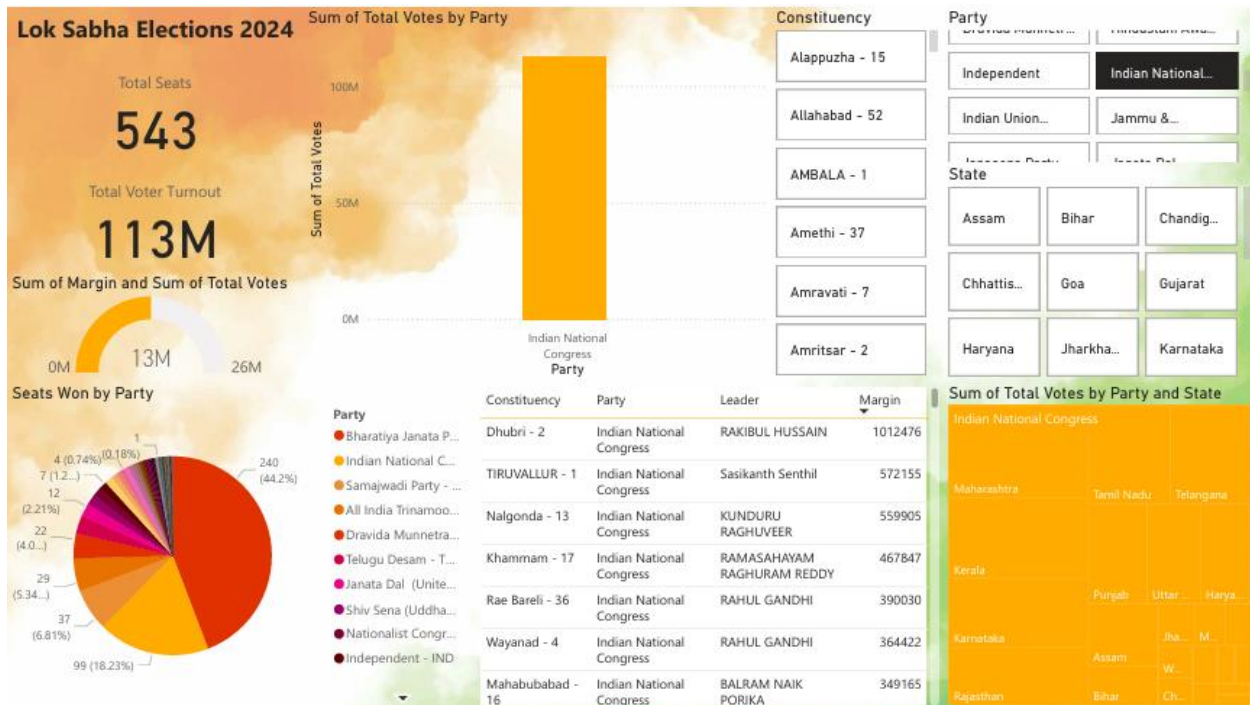 Lok Sabha Elections 2024
Total Seats
543
Total Voter Turnout
113M
Sum of Margin and Sum of Total Votes
0M
13M
26M
Sum of Total Votes by Party
Sum of Total Votes
100M
50M
0M
Indian National
Congress
Party
Constituency
Alappuzha - 15
Allahabad - 52
AMBALA - 1
Amethi - 37
Amravati - 7
Amritsar - 2
Party
Independent
Indian National...
Indian Union...
Jammu &...
State
Assam
Bihar
Chandig...
Chhattis...
Goa
Gujarat
Haryana
Jharkha...
Karnataka
Seats Won by Party
1
(0.18%)
4 (0.74%)
7 (1.2...)
12
(2.21%)
22
(4.0...)
29
(5.34...)
37
(6.81%)
99 (18.23%)
240
(44.2%)
Party
Bharatiya Janata P...
Indian National C...
Samajwadi Party - ...
All India Trinamoo...
Dravida Munnetra...
Telugu Desam - T...
Janata Dal (Unite...
Shiv Sena (Uddha...
Nationalist Congr...
Independent - IND
Constituency Party Leader Margin
Dhubri - 2 Indian National RAKIBUL HUSSAIN 1012476
Congress
TIRUVALLUR - 1 Indian National Sasikanth Senthil 572155
Congress
Nalgonda - 13 Indian National KUNDURU 559905
Congress RAGHUVEER
Khammam - 17 Indian National RAMASAHAYAM 467847
Congress RAGHURAM REDDY
Rae Bareli - 36 Indian National RAHUL GANDHI 390030
Congress
Wayanad - 4 Indian National RAHUL GANDHI 364422
Congress
Mahabubabad - Indian National BALRAM NAIK 349165
16 Congress PORIKA
Sum of Total Votes by Party and State
Indian National Congress
Maharashtra
Tamil Nadu
Telangana
Kerala
Punjab
Uttar ...
Harya...
Karnataka
Jha...
M...
Assam
W...
Rajasthan
Bihar
Ch...